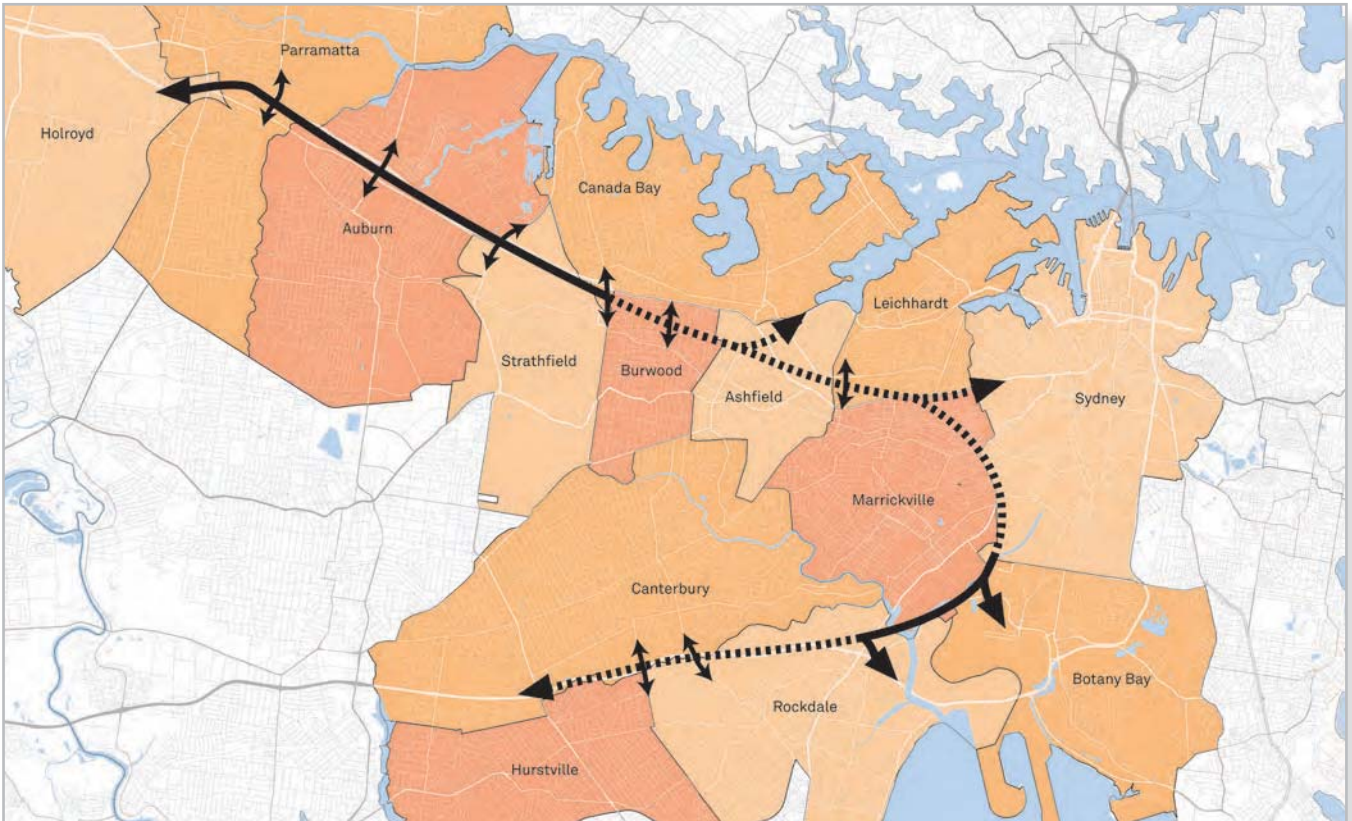 Parramatta
Holroyd
Canada Bay
Auburn
Leichhardt
Strathfield
Burwood
Ashfield
Sydney
Marrickville
Canterbury
Botany Bay
Rockdale
Hurstville